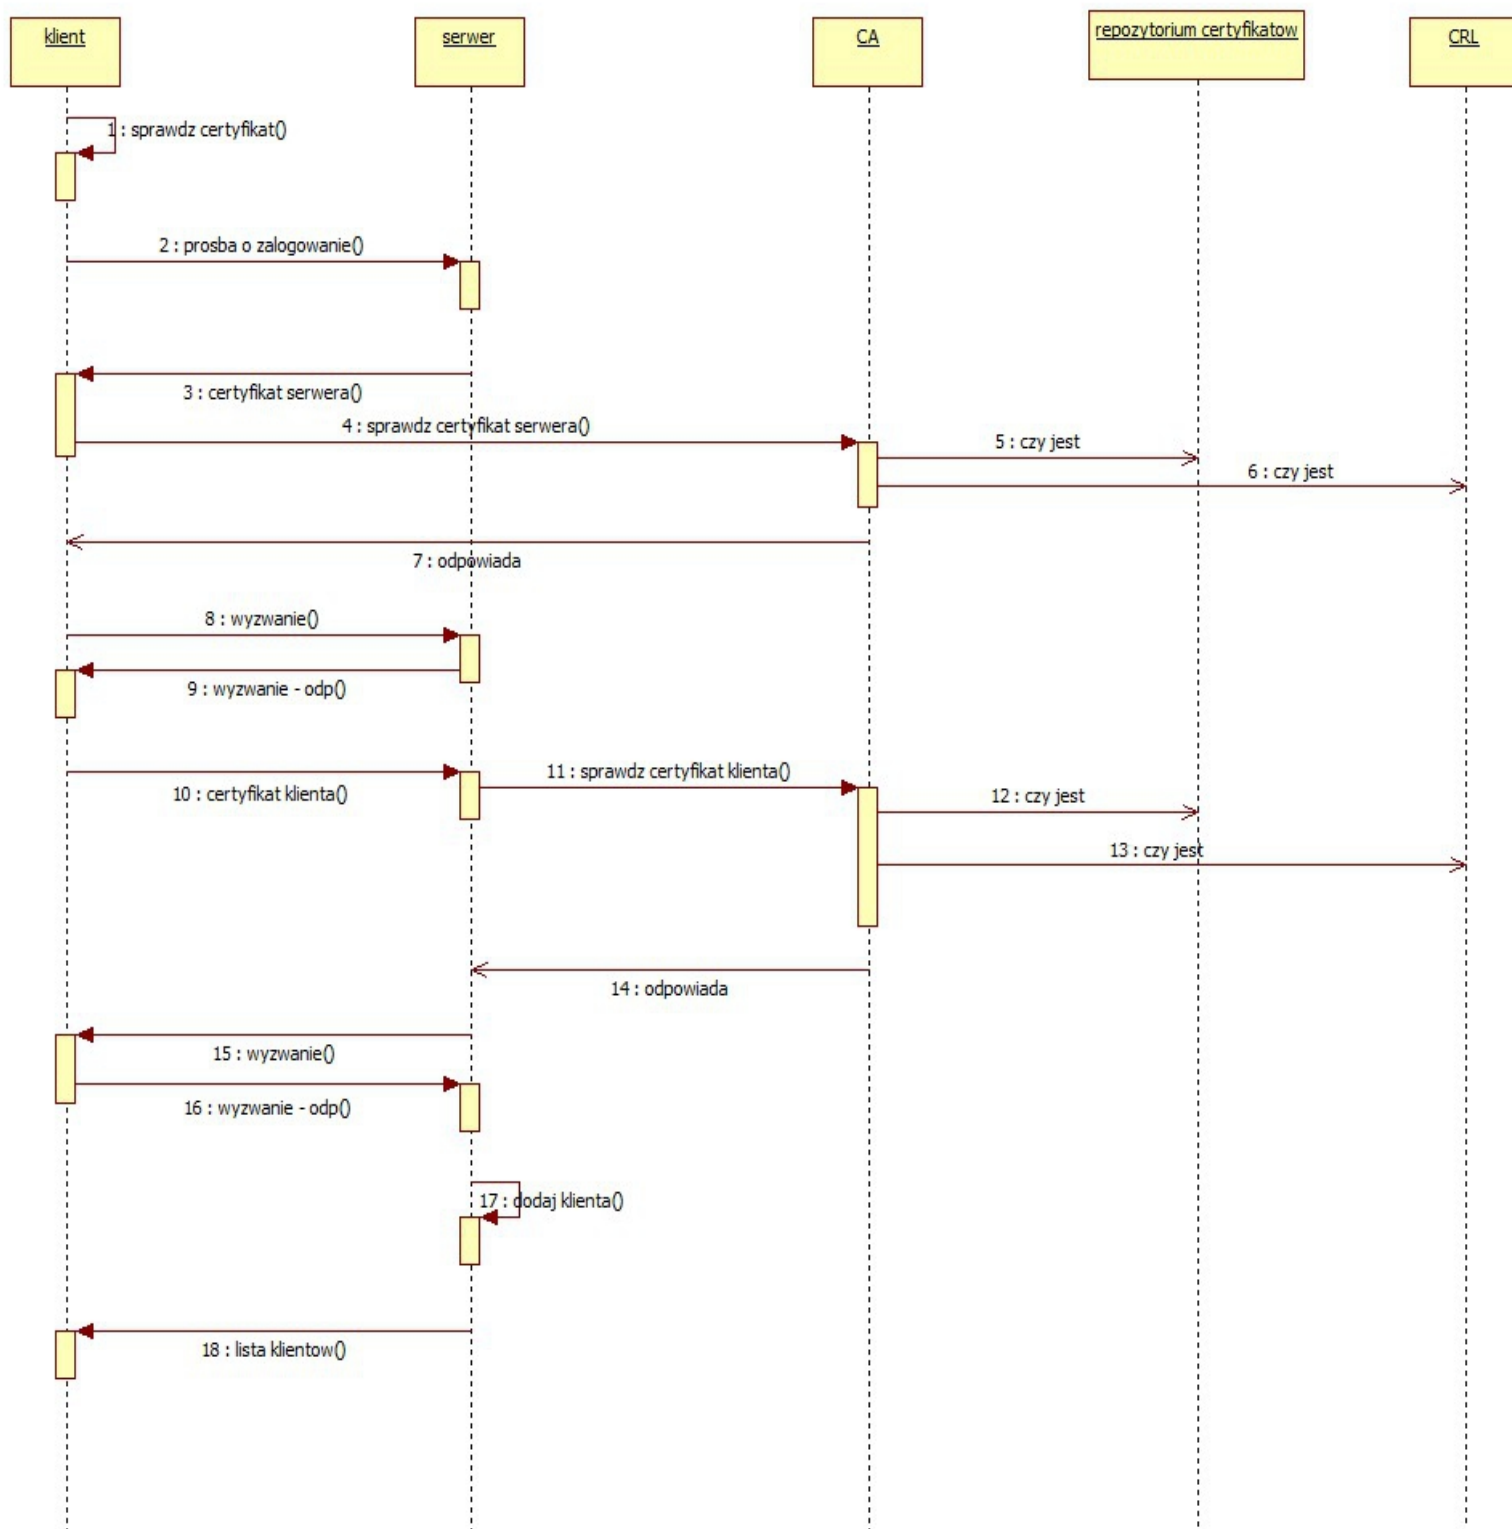 klient
serwer
CA
repozytorium certyfikatow
CRL
1 : sprawdz certyfikat()
2 : prosba o zalogowanie()
3 : certyfikat serwera()
4 : sprawdz certyfikat serwera()
5 : czy jest
6 : czy jest
7 : odpowiada
8 : wyzwanie()
9 : wyzwanie - odp()
10 : certyfikat klienta()
11 : sprawdz certyfikat klienta()
12 : czy jest
13 : czy jest
14 : odpowiada
15 : wyzwanie()
16 : wyzwanie - odp()
17 : dodaj klienta()
18 : lista klientow()